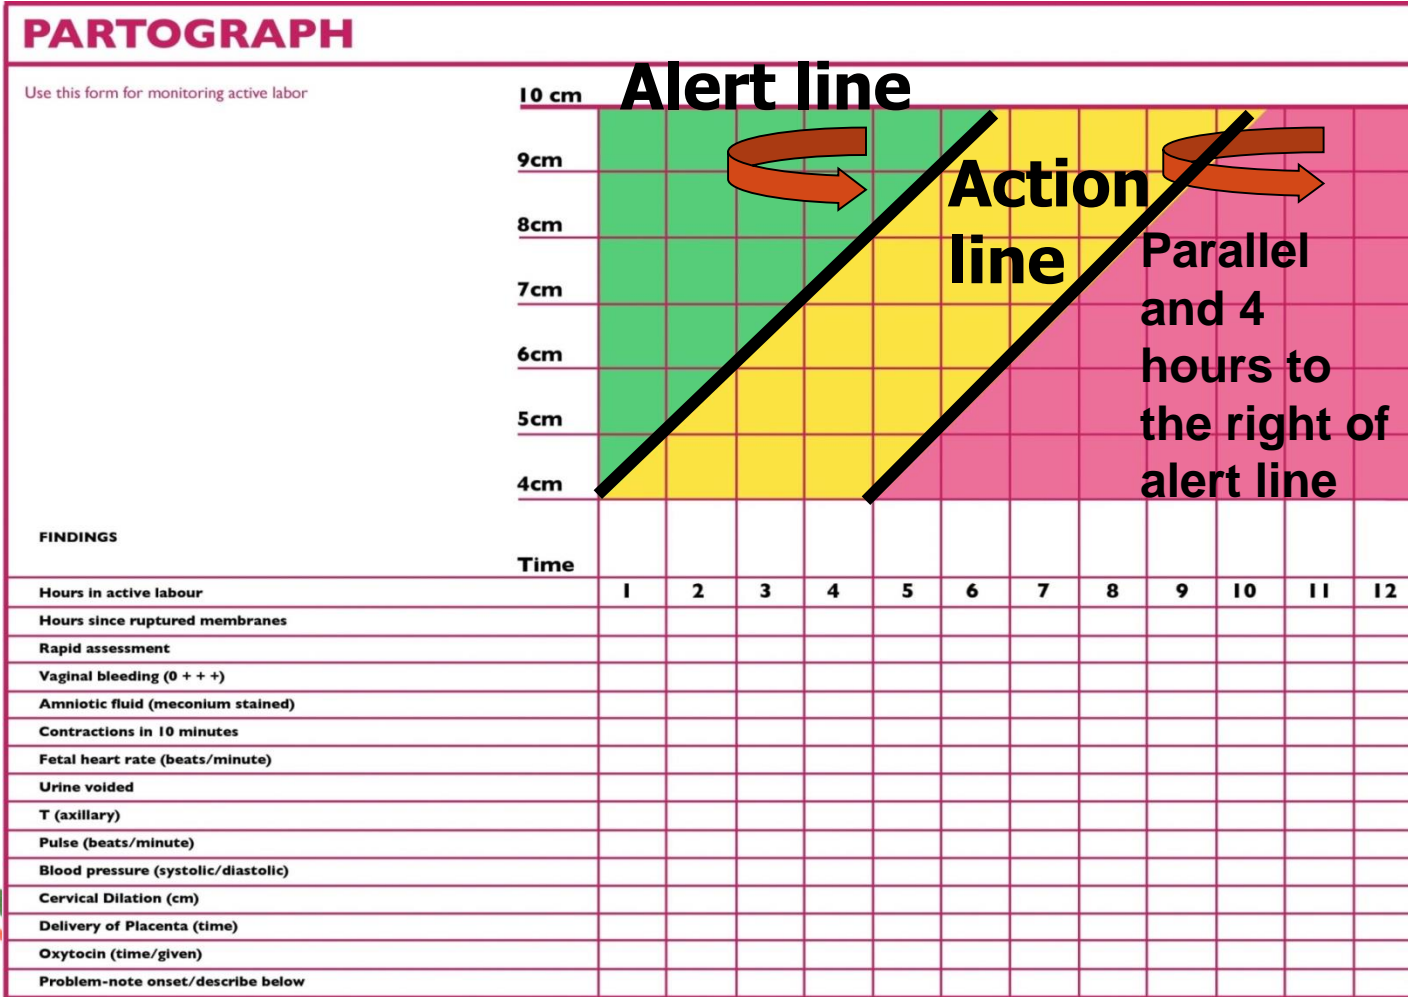 PARTOGRAPH
Use this form for monitoring active labor
10 cm
Alert line
9cm
8cm
7cm
6cm
5cm
4cm
Action
line
Parallel
and 4
hours to
the right of
alert line
FINDINGS
Time
Hours in active labour 1 2 3 4 5 6 7 8 9 10 11 12
Hours since ruptured membranes
Rapid assessment
Vaginal bleeding (0 + + +)
Amniotic fluid (meconium stained)
Contractions in 10 minutes
Fetal heart rate (beats/minute)
Urine voided
T (axillary)
Pulse (beats/minute)
Blood pressure (systolic/diastolic)
Cervical Dilation (cm)
Delivery of Placenta (time)
Oxytocin (time/given)
Problem-note onset/describe below